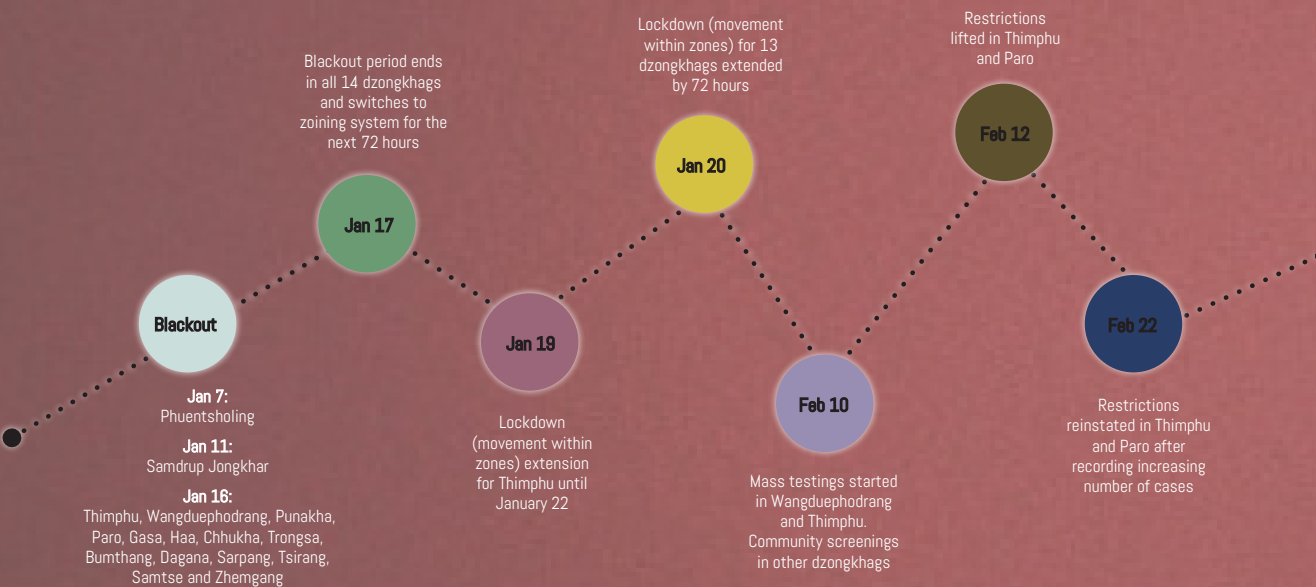 Blackout
Jan 7:
Phuentsholing
Jan 11:
Samdrup Jongkhar
Jan 16:
Thimphu, Wangduephodrang, Punakha,
Paro, Gasa, Haa, Chhukha, Trongsa,
Bumthang, Dagana, Sarpang, Tsirang,
Samtse and Zhemgang
Blackout period ends
in all 14 dzongkhags
and switches to
zoining system for the
next 72 hours
Jan 17
Jan 19
Lockdown
(movement within
zones) extension
for Thimphu until
January 22
Lockdown (movement
within zones) for 13
dzongkhags extended
by 72 hours
Jan 20
Feb 10
Mass testings started
in Wangduephodrang
and Thimphu.
Community screenings
in other dzongkhags
Restrictions
lifted in Thimphu
and Paro
Feb 12
Feb 22
Restrictions
reinstated in Thimphu
and Paro after
recording increasing
number of cases